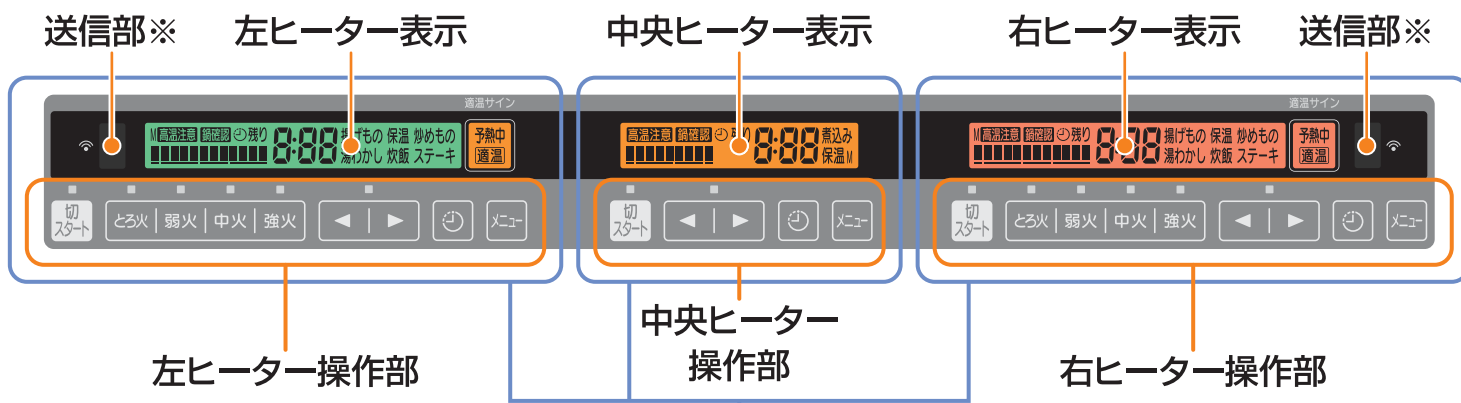 送信部※ 左ヒーター表示 中央ヒーター表示 右ヒーター表示 送信部※
適温サイン 適温サイン
M 高温注意 鍋確認 残り 8:88 揚げもの 保温 炒めもの 予熱中
湯わかし 炊飯 ステーキ 適温
高温注意 鍋確認 残り 8:88 煮込み
保温 M
M 高温注意 鍋確認 残り 8:88 揚げもの 保温 炒めもの 予熱中
湯わかし 炊飯 ステーキ 適温
切 スタート とろ火 弱火 中火 強火 ◀ ▶ メニュー
切 スタート ◀ ▶ メニュー
切 スタート とろ火 弱火 中火 強火 ◀ ▶ メニュー
左ヒーター操作部
中央ヒーター
操作部
右ヒーター操作部